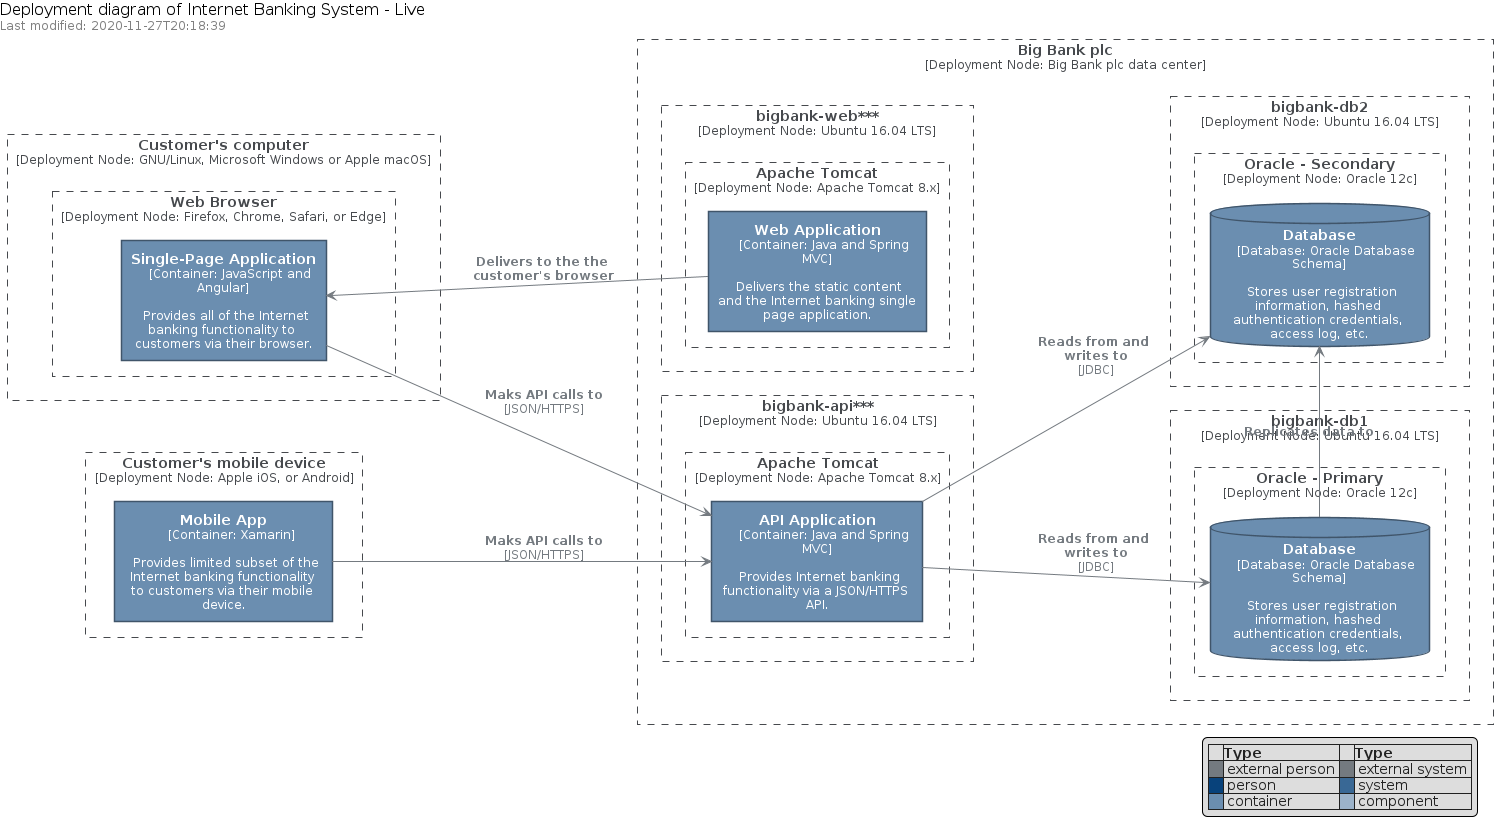 Deployment diagram of Internet Banking System - Live
Last modified: 2020-11-27T20:18:39
Big Bank plc
[Deployment Node: Big Bank plc data center]
Customer's computer
[Deployment Node: GNU/Linux, Microsoft Windows or Apple macOS]
Web Browser
[Deployment Node: Firefox, Chrome, Safari, or Edge]
Single-Page Application
[Container: JavaScript and
Angular]
Provides all of the Internet
banking functionality to
customers via their browser.
Delivers to the the
customer's browser
bigbank-web***
[Deployment Node: Ubuntu 16.04 LTS]
Apache Tomcat
[Deployment Node: Apache Tomcat 8.x]
Web Application
[Container: Java and Spring
MVC]
Delivers the static content
and the Internet banking single
page application.
bigbank-db2
[Deployment Node: Ubuntu 16.04 LTS]
Oracle - Secondary
[Deployment Node: Oracle 12c]
Database
[Database: Oracle Database
Schema]
Stores user registration
information, hashed
authentication credentials,
access log, etc.
Reads from and
writes to
[JDBC]
Maks API calls to
[JSON/HTTPS]
Customer's mobile device
[Deployment Node: Apple iOS, or Android]
Mobile App
[Container: Xamarin]
Provides limited subset of the
Internet banking functionality
to customers via their mobile
device.
Maks API calls to
[JSON/HTTPS]
bigbank-api***
[Deployment Node: Ubuntu 16.04 LTS]
Apache Tomcat
[Deployment Node: Apache Tomcat 8.x]
API Application
[Container: Java and Spring
MVC]
Provides Internet banking
functionality via a JSON/HTTPS
API.
Reads from and
writes to
[JDBC]
bigbank-db1
Replicates data to
[Deployment Node: Ubuntu 16.04 LTS]
Oracle - Primary
[Deployment Node: Oracle 12c]
Database
[Database: Oracle Database
Schema]
Stores user registration
information, hashed
authentication credentials,
access log, etc.
Type Type
external person external system
person system
container component